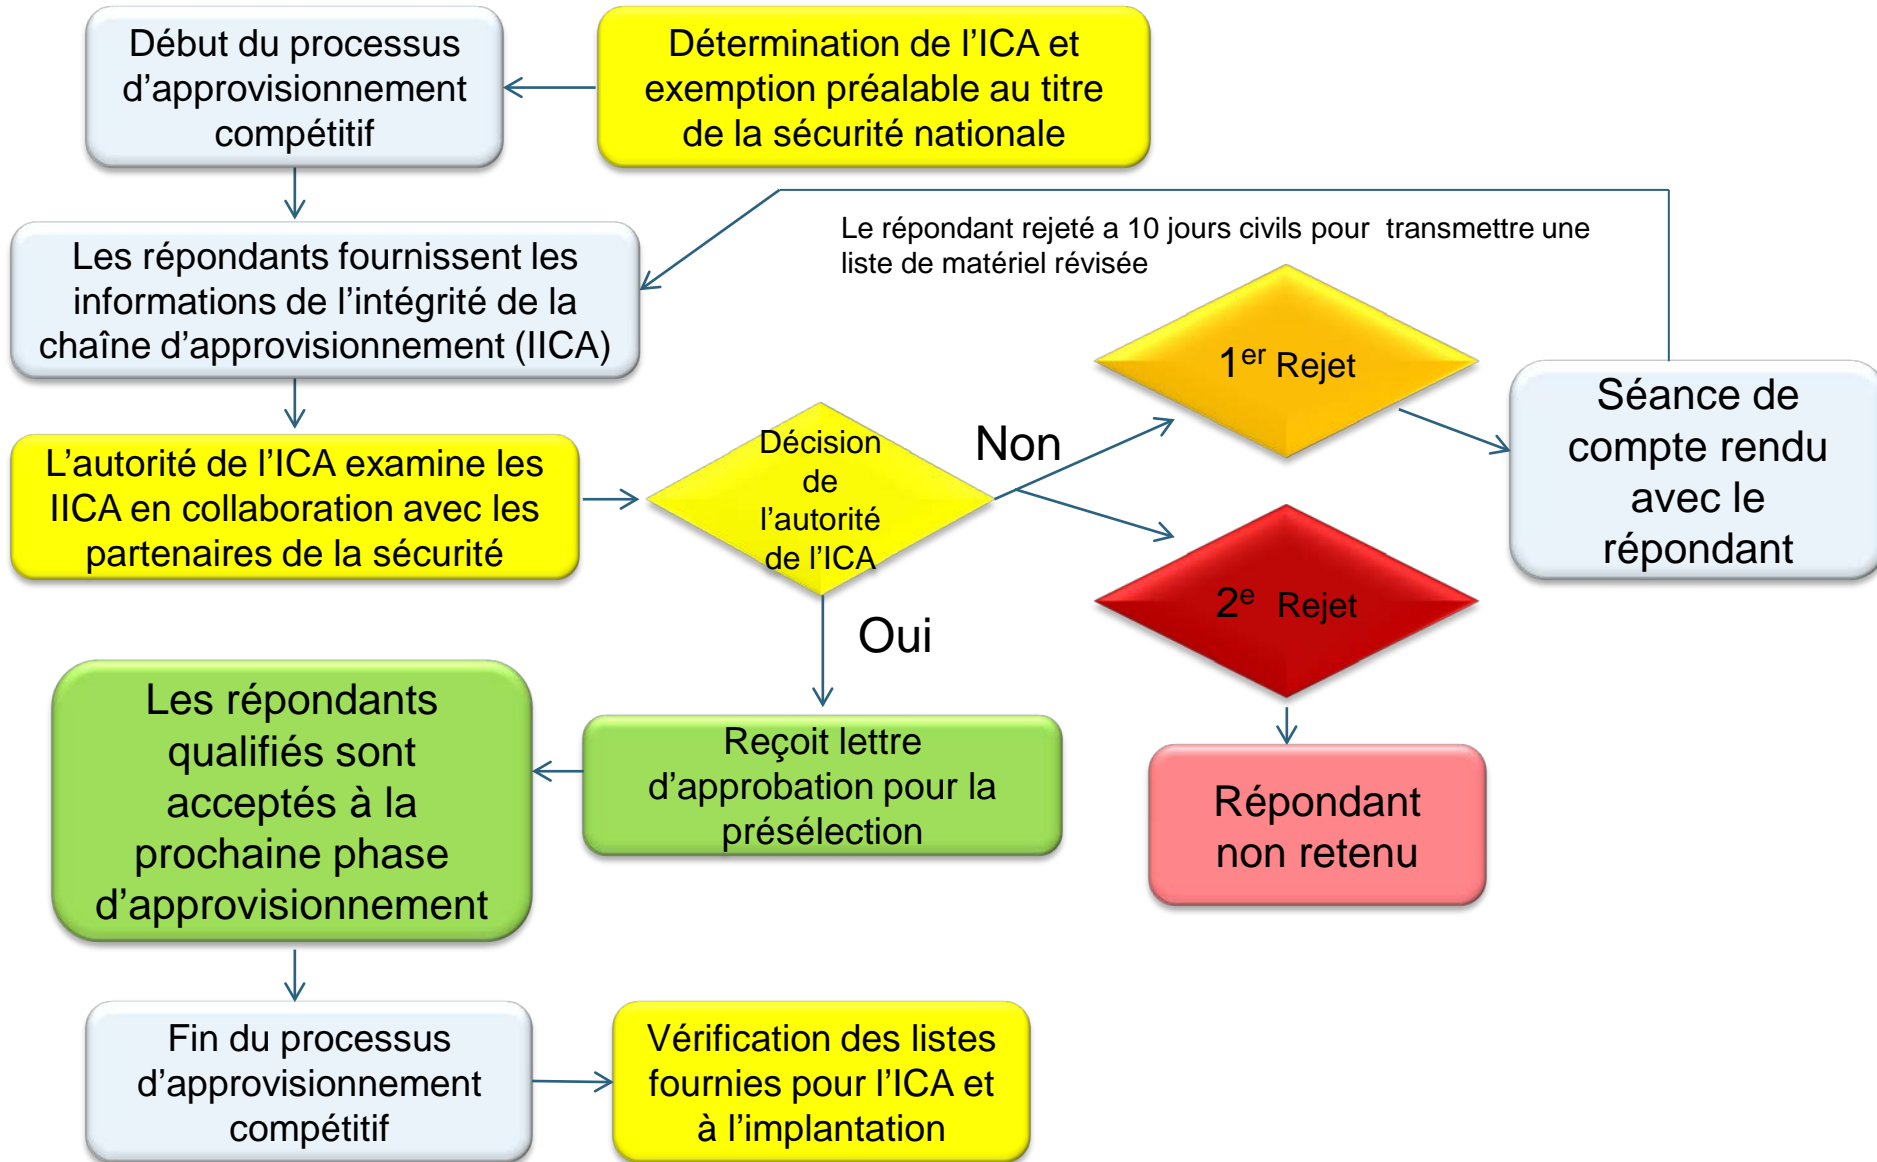 Début du processus
d’approvisionnement
compétitif
Détermination de l’ICA et
exemption préalable au titre
de la sécurité nationale
Les répondants fournissent les
informations de l’intégrité de la
chaîne d’approvisionnement (IICA)
Le répondant rejeté a 10 jours civils pour  transmettre une
liste de matériel révisée
L’autorité de l’ICA examine les
IICA en collaboration avec les
partenaires de la sécurité
Décision
de
l’autorité
de l’ICA
Non
1er Rejet
Séance de
compte rendu
avec le
répondant
2e Rejet
Répondant
non retenu
Oui
Reçoit lettre
d’approbation pour la
présélection
Les répondants
qualifiés sont
acceptés à la
prochaine phase
d’approvisionnement
Fin du processus
d’approvisionnement
compétitif
Vérification des listes
fournies pour l’ICA et
à l’implantation